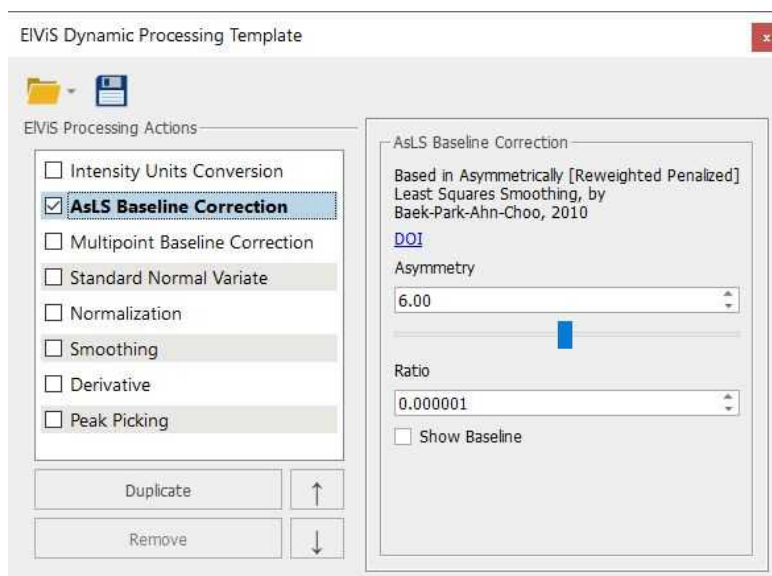 ElViS Dynamic Processing Template
x
ElViS Processing Actions
Intensity Units Conversion
AsLS Baseline Correction
Multipoint Baseline Correction
Standard Normal Variate
Normalization
Smoothing
Derivative
Peak Picking
Duplicate
↑
Remove
↓
AsLS Baseline Correction
Based in Asymmetrically [Reweighted Penalized]
Least Squares Smoothing, by
Baek-Park-Ahn-Choo, 2010
DOI
Asymmetry
6.00
Ratio
0.000001
Show Baseline